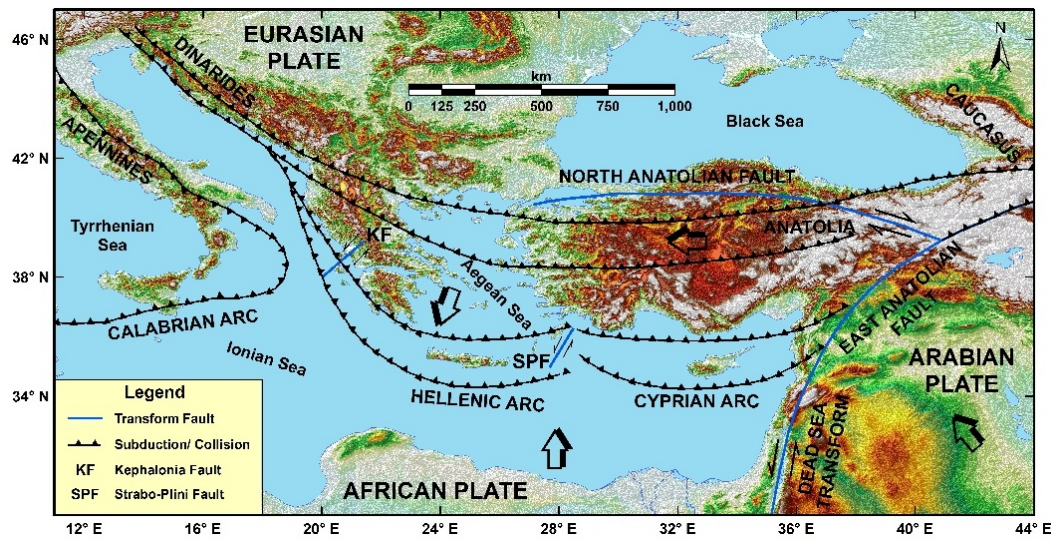 46° N
42° N
38° N
34° N
EURASIAN
PLATE
DINARIDES
km
0 125 250 500 750 1,000
N
Black Sea
CAUCASUS
APENNINES
NORTH ANATOLIAN FAULT
Tyrrhenian
Sea
KF
ANATOLIA
Aegean Sea
EAST ANATOLIAN
FAULT
CALABRIAN ARC
Ionian Sea
SPF
ARABIAN
PLATE
HELLENIC ARC
CYPRIAN ARC
DEAD SEA
TRANSFORM
AFRICAN PLATE
Legend
Transform Fault
Subduction/ Collision
KF Kephalonia Fault
SPF Strabo-Plini Fault
12° E 16° E 20° E 24° E 28° E 32° E 36° E 40° E 44° E